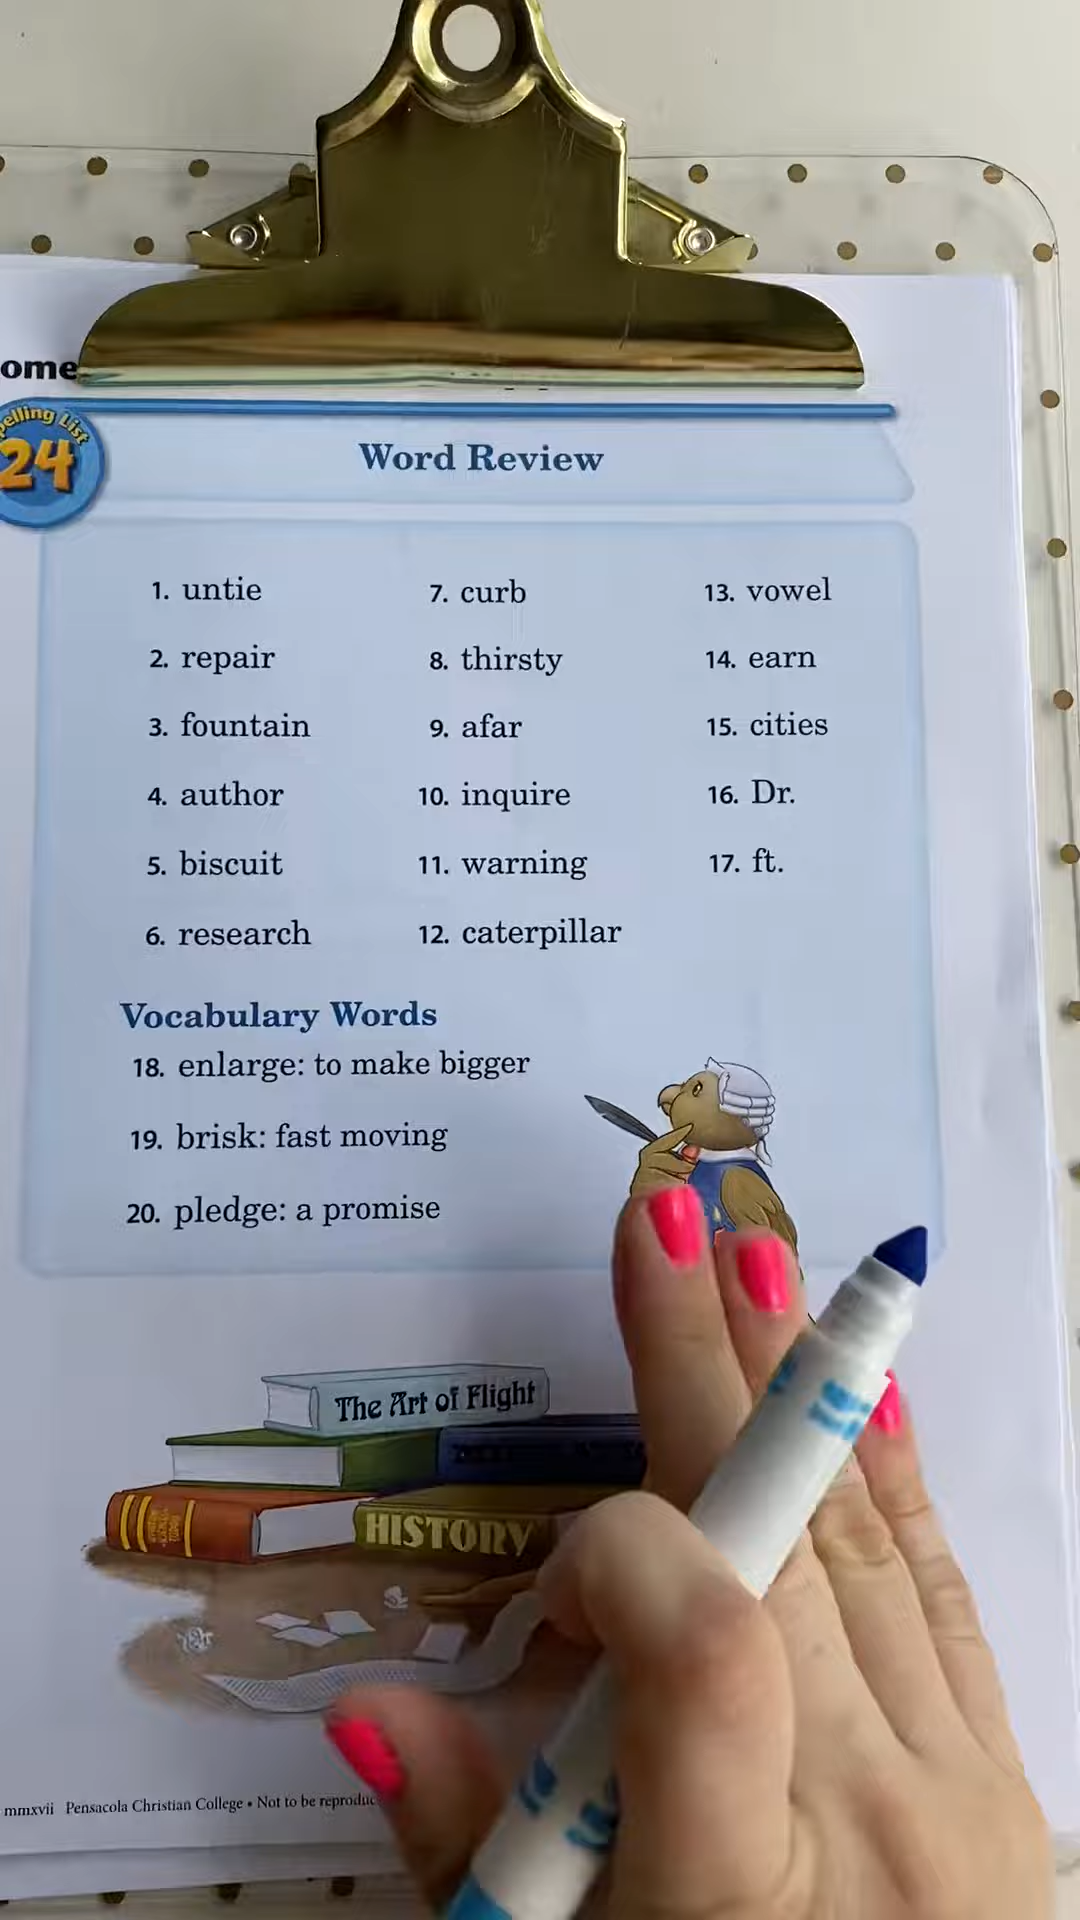 ome
pelling List
24
Word Review
1. untie
2. repair
3. fountain
4. author
5. biscuit
6. research
7. curb
8. thirsty
9. afar
10. inquire
11. warning
12. caterpillar
13. vowel
14. earn
15. cities
16. Dr.
17. ft.
Vocabulary Words
18. enlarge: to make bigger
19. brisk: fast moving
20. pledge: a promise
The Art of Flight
HISTORY
mmxvii Pensacola Christian College • Not to be reproduc